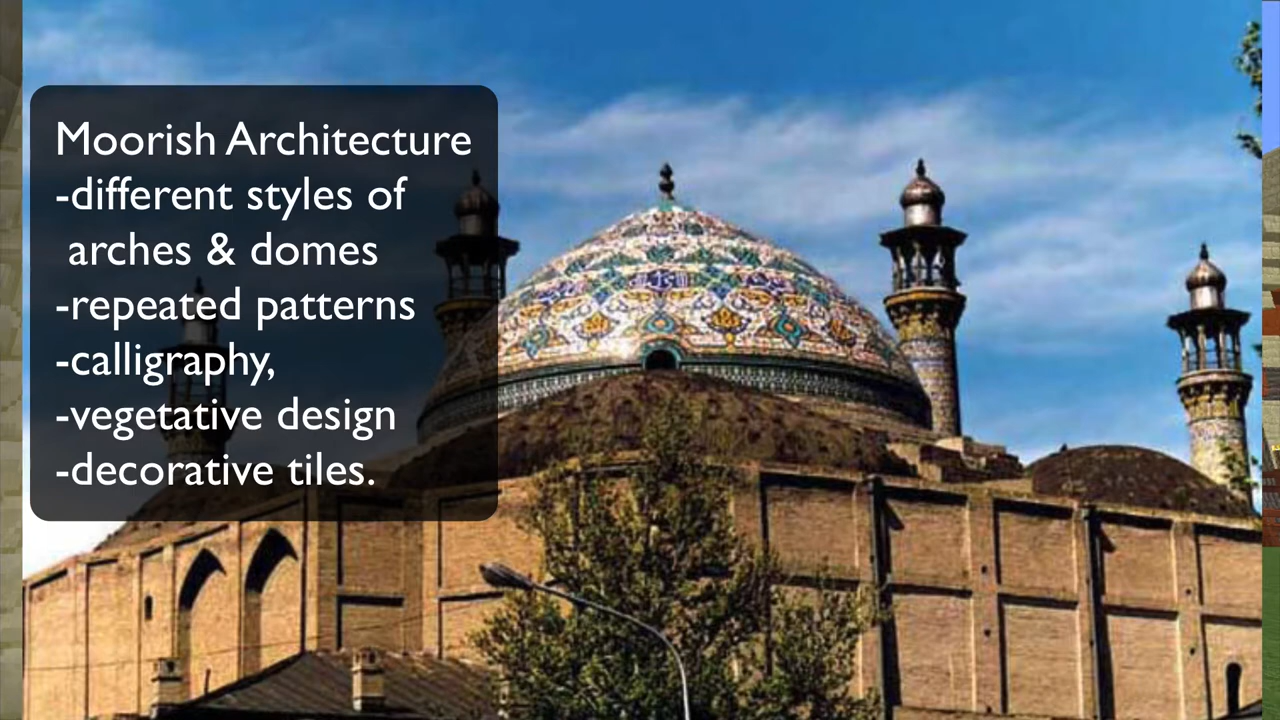 Moorish Architecture
-different styles of
arches & domes
-repeated patterns
-calligraphy,
-vegetative design
-decorative tiles.